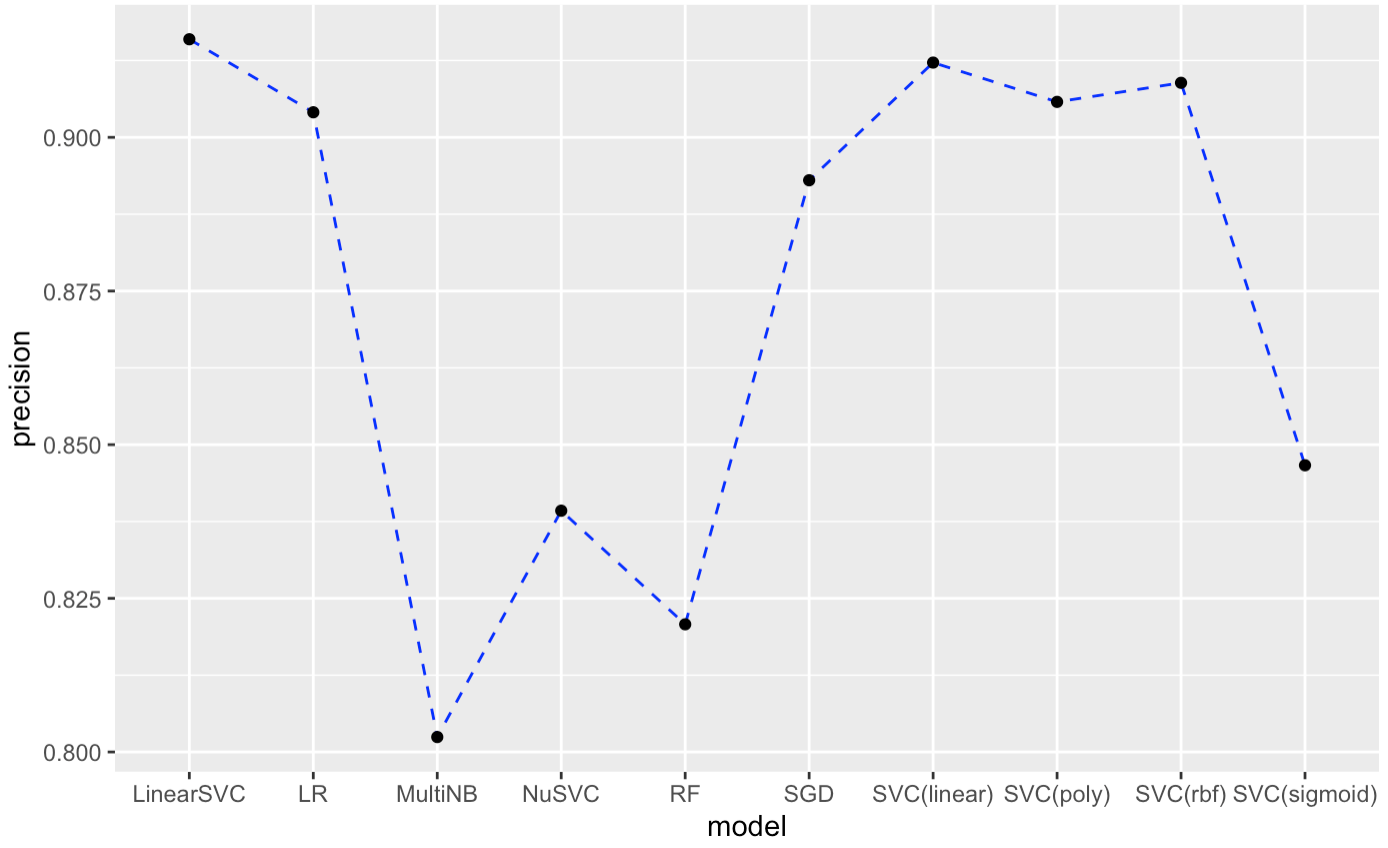 precision
0.900
0.875
0.850
0.825
0.800
LinearSVC LR MultiNB NuSVC RF SGD SVC(linear) SVC(poly) SVC(rbf) SVC(sigmoid)
model